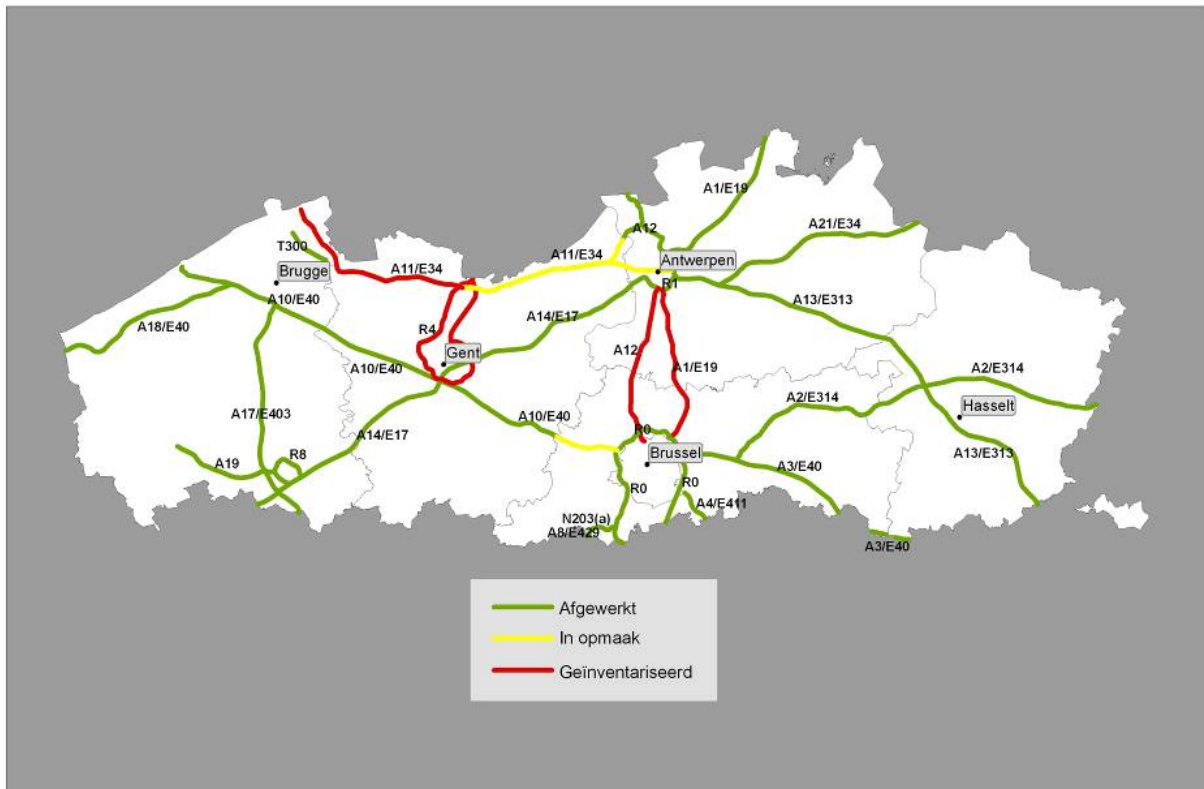 A1/E19
A21/E34
A12
T300
A11/E34
Antwerpen
Brugge
A11/E34
R1
A10/E40
A13/E313
A18/E40
A14/E17
R4
A12
Gent
A10/E40
A1/E19
A2/E314
A2/E314
Hasselt
A17/E403
A10/E40
R0
A14/E17
R8
Brussel
A13/E313
A19
A3/E40
R0
R0
A4/E411
N203(a)
A8/E429
A3/E40
Afgewerkt
In opmaak
Geïnventariseerd